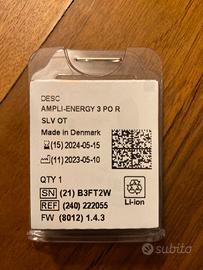 DESC
AMPLI-ENERGY 3 PO R
SLV OT
Made in Denmark
(15) 2024-05-15
(11) 2023-05-10
QTY 1
SN (21) B3FT2W
REF (240) 222055
FW (8012) 1.4.3
Li-ion
subito